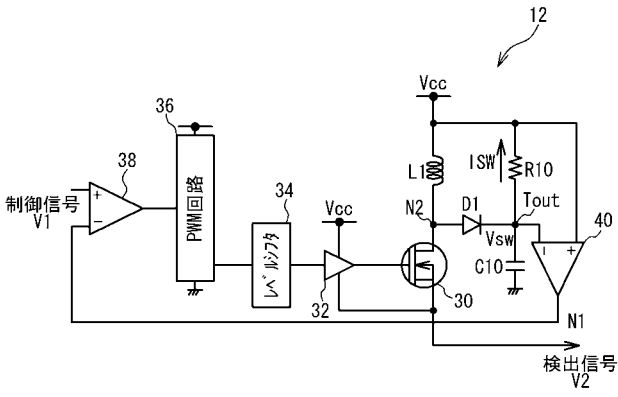 12
Vcc
36
38
制御信号
V1
+
−
PWM回路
34
レベルシフタ
Vcc
32
L1
ISW
R10
N2
D1
Tout
Vsw
C10
40
−
+
30
N1
検出信号
V2